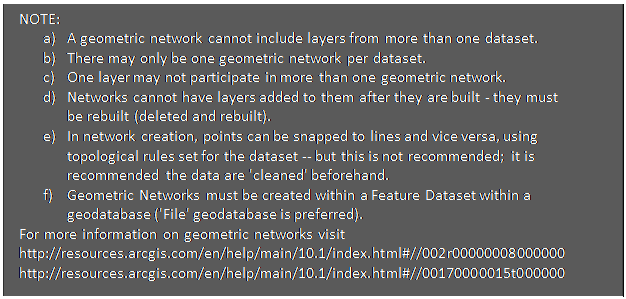 NOTE:
a) A geometric network cannot include layers from more than one dataset.
b) There may only be one geometric network per dataset.
c) One layer may not participate in more than one geometric network.
d) Networks cannot have layers added to them after they are built - they must
be rebuilt (deleted and rebuilt).
e) In network creation, points can be snapped to lines and vice versa, using
topological rules set for the dataset -- but this is not recommended; it is
recommended the data are 'cleaned' beforehand.
f) Geometric Networks must be created within a Feature Dataset within a
geodatabase ('File' geodatabase is preferred).
For more information on geometric networks visit
http://resources.arcgis.com/en/help/main/10.1/index.html#//002r00000008000000
http://resources.arcgis.com/en/help/main/10.1/index.html#//00170000015t000000